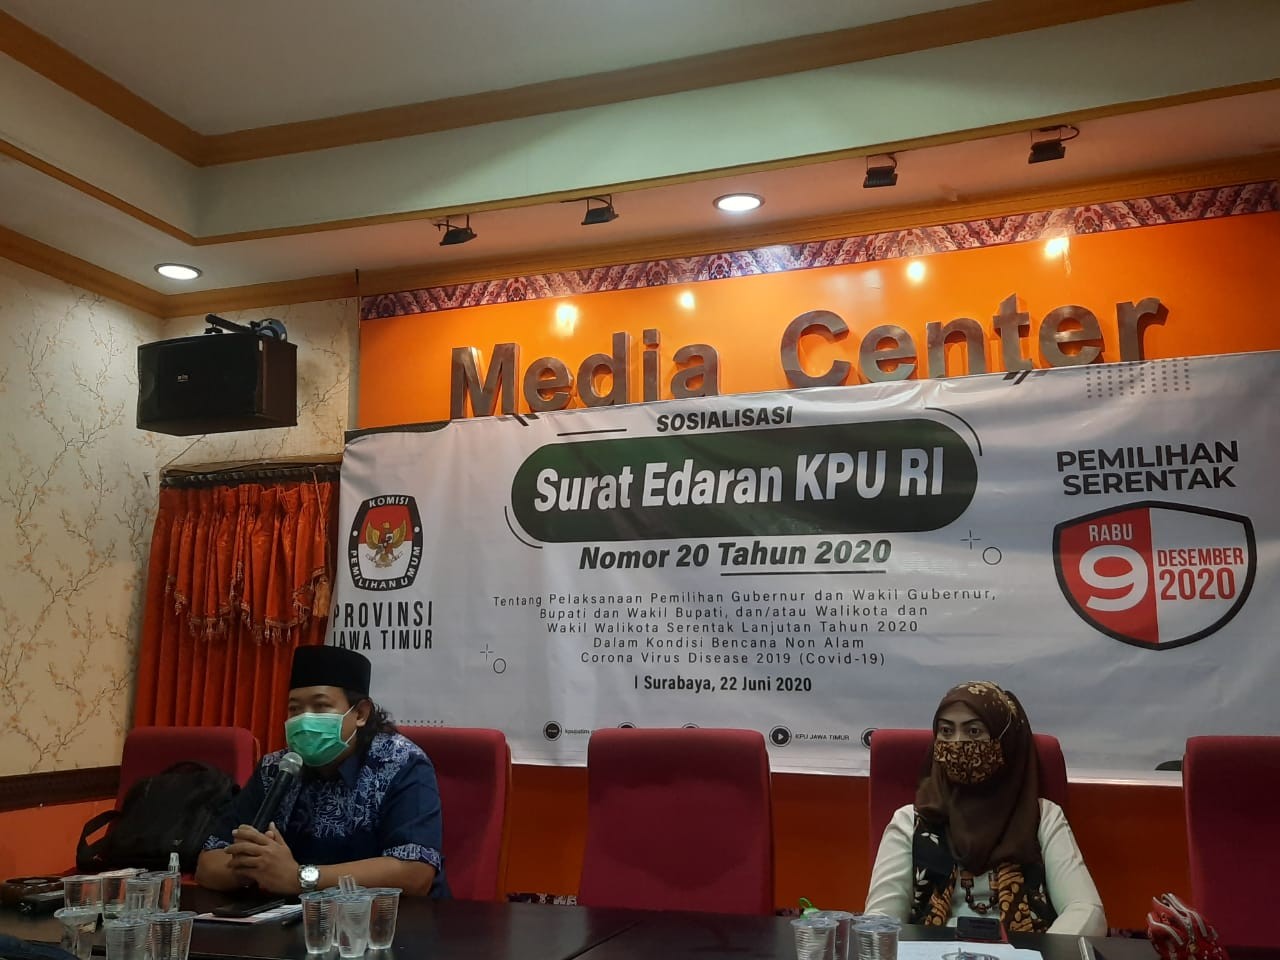 Media Center
SOSIALISASI
Surat Edaran KPU RI
Nomor 20 Tahun 2020
Tentang Pelaksanaan Pemilihan Gubernur dan Wakil Gubernur,
Bupati dan Wakil Bupati, dan/atau Walikota dan
Wakil Walikota Serentak Lanjutan Tahun 2020
Dalam Kondisi Bencana Non Alam
Corona Virus Disease 2019 (Covid-19)
| Surabaya, 22 Juni 2020
KOMISI
PEMILIHAN UMUM
PROVINSI
JAWA TIMUR
PEMILIHAN
SERENTAK
RABU
9
DESEMBER
2020
KPU JAWA TIMUR